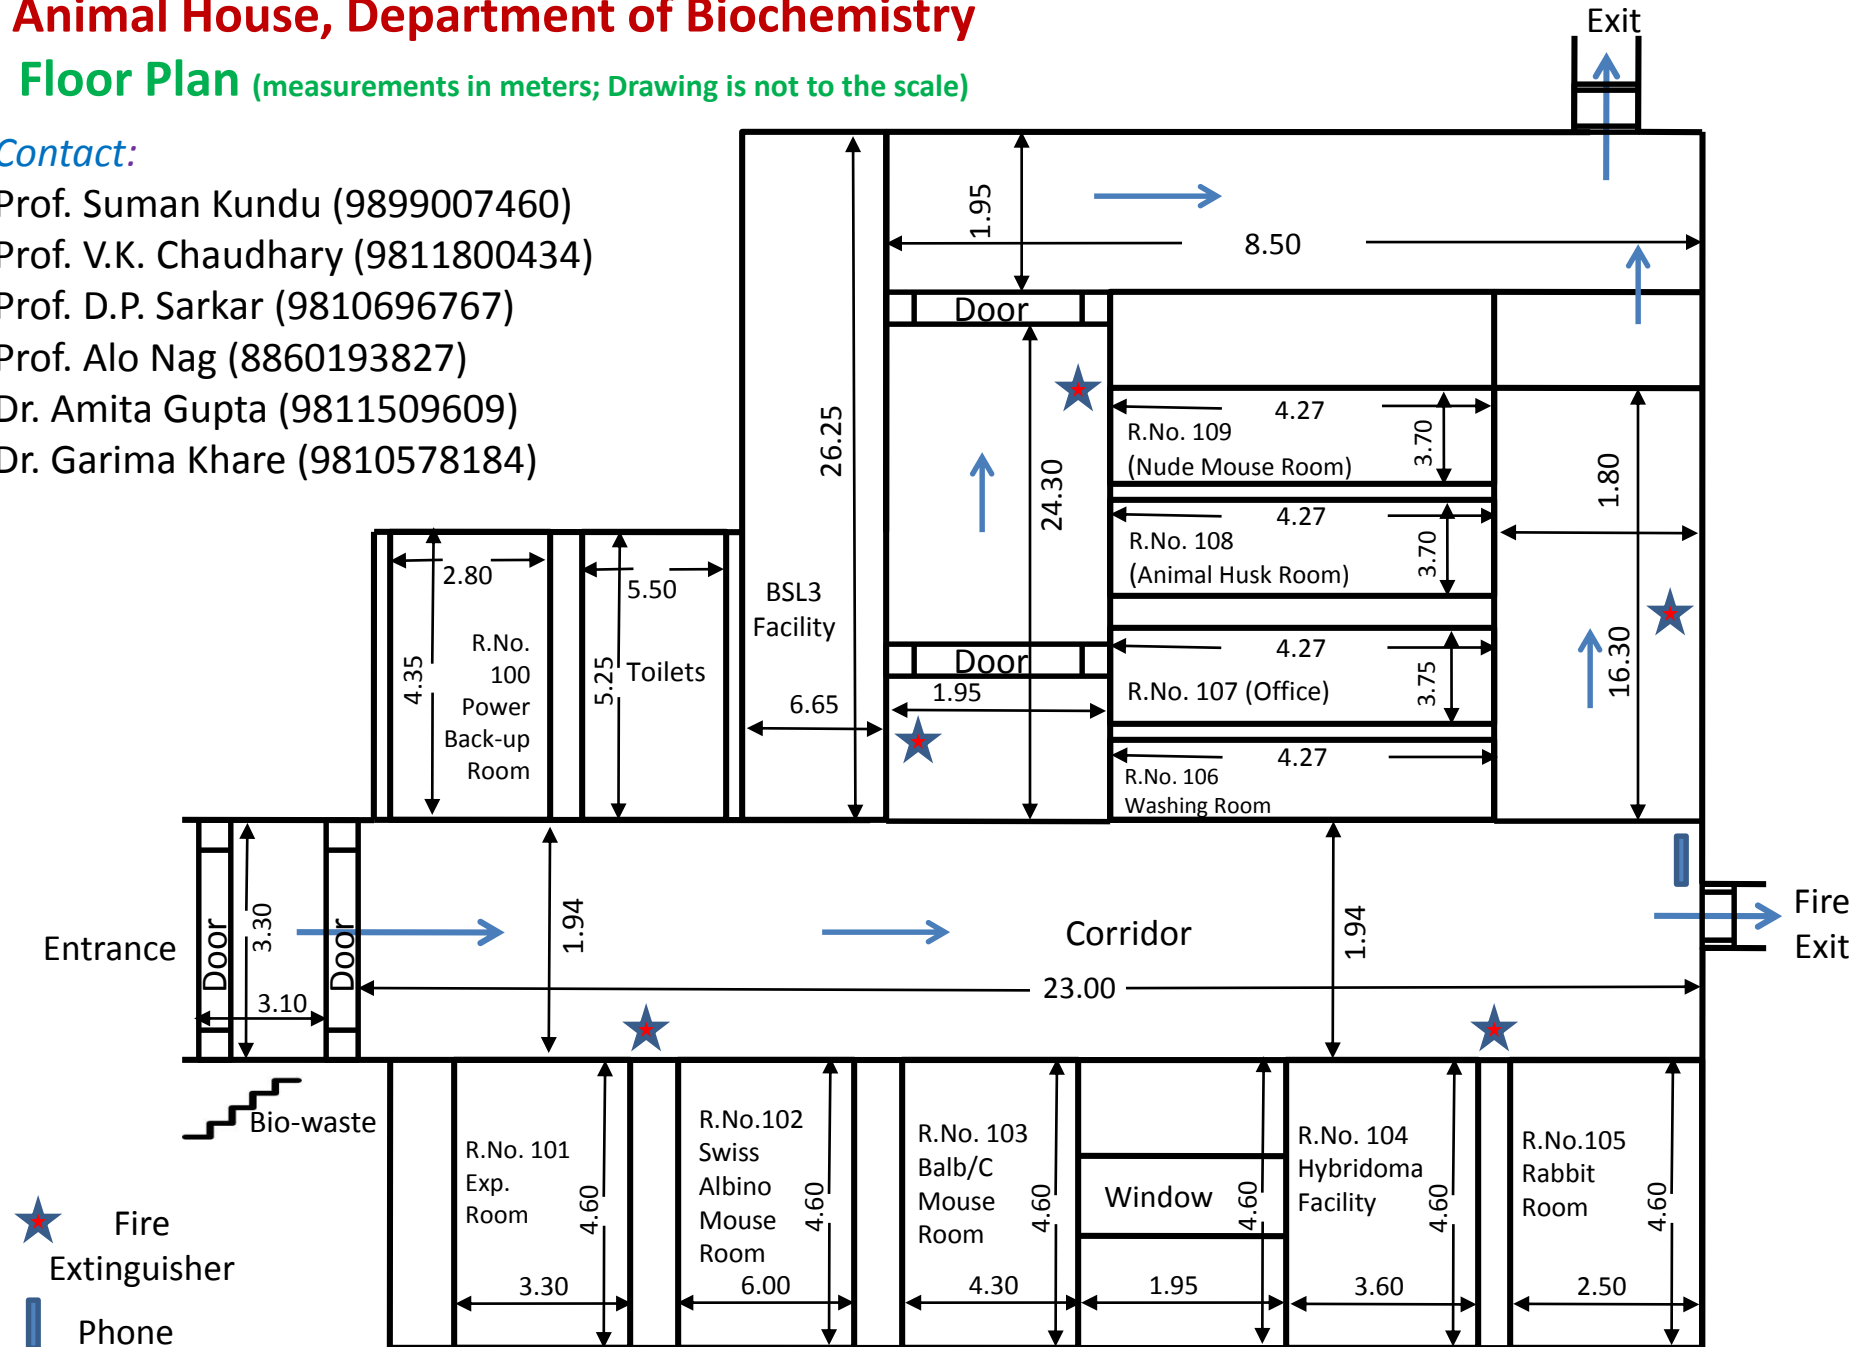 Animal House, Department of Biochemistry
Floor Plan (measurements in meters; Drawing is not to the scale)
Contact:
Prof. Suman Kundu (9899007460)
Prof. V.K. Chaudhary (9811800434)
Prof. D.P. Sarkar (9810696767)
Prof. Alo Nag (8860193827)
Dr. Amita Gupta (9811509609)
Dr. Garima Khare (9810578184)
Exit
1.95
8.50
Door
26.25
24.30
4.27
R.No. 109
(Nude Mouse Room)
3.70
4.27
R.No. 108
(Animal Husk Room)
3.70
1.80
16.30
2.80
4.35
R.No.
100
Power
Back-up
Room
5.50
5.25
Toilets
BSL3
Facility
6.65
Door
1.95
4.27
R.No. 107 (Office)
3.75
4.27
R.No. 106
Washing Room
Entrance
Door
3.30
3.10
Door
1.94
Corridor
1.94
23.00
Fire
Exit
Bio-waste
R.No. 101
Exp.
Room
4.60
3.30
R.No.102
Swiss
Albino
Mouse
Room
4.60
6.00
R.No. 103
Balb/C
Mouse
Room
4.60
4.30
Window
4.60
1.95
R.No. 104
Hybridoma
Facility
4.60
3.60
R.No.105
Rabbit
Room
4.60
2.50
Fire
Extinguisher
Phone